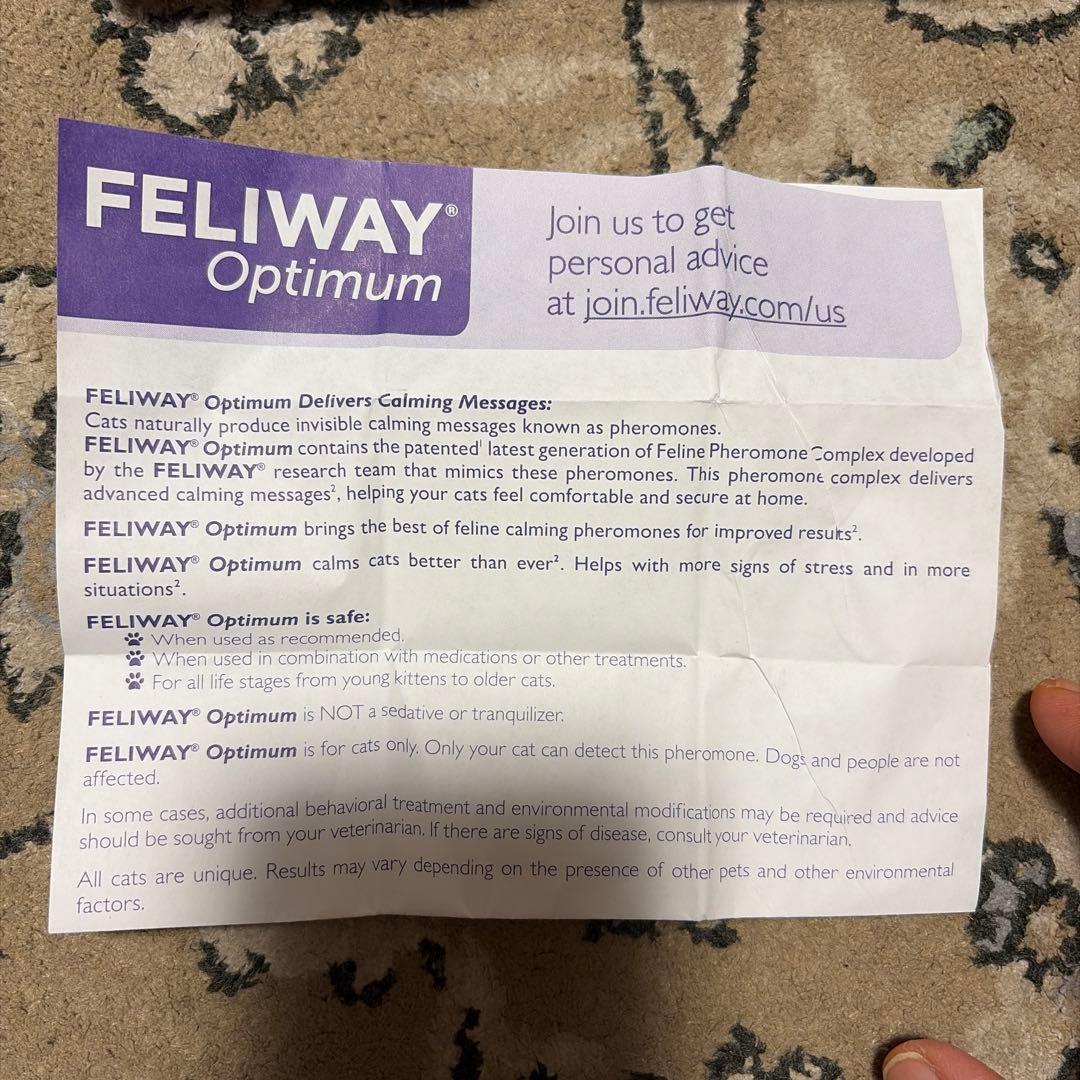 FELIWAY®
Optimum
Join us to get
personal advice
at join.feliway.com/us
FELIWAY® Optimum Delivers Calming Messages:
Cats naturally produce invisible calming messages known as pheromones.
FELIWAY® Optimum contains the patented¹ latest generation of Feline Pheromone Complex developed
by the FELIWAY® research team that mimics these pheromones. This pheromone complex delivers
advanced calming messages², helping your cats feel comfortable and secure at home.
FELIWAY® Optimum brings the best of feline calming pheromones for improved results².
FELIWAY® Optimum calms cats better than ever². Helps with more signs of stress and in more
situations².
FELIWAY® Optimum is safe:
When used as recommended.
When used in combination with medications or other treatments.
For all life stages from young kittens to older cats.
FELIWAY® Optimum is NOT a sedative or tranquilizer.
FELIWAY® Optimum is for cats only. Only your cat can detect this pheromone. Dogs and people are not
affected.
In some cases, additional behavioral treatment and environmental modifications may be required and advice
should be sought from your veterinarian. If there are signs of disease, consult your veterinarian.
All cats are unique. Results may vary depending on the presence of other pets and other environmental
factors.